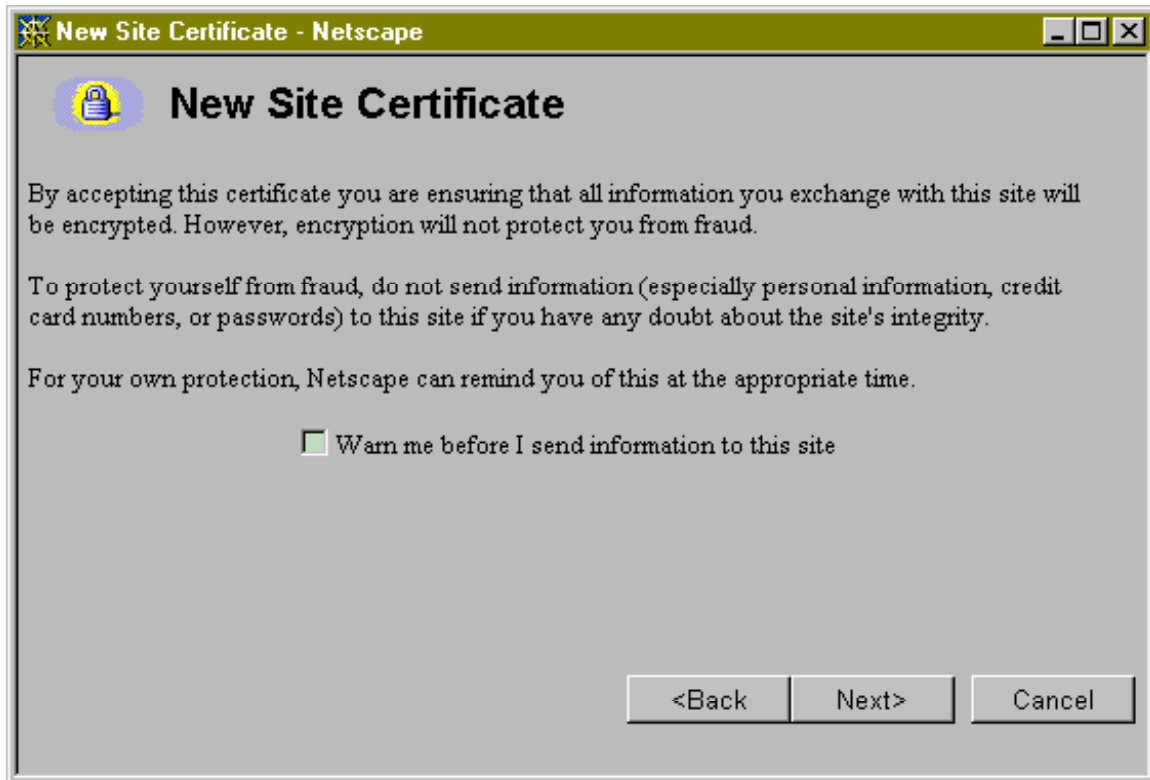 New Site Certificate - Netscape
New Site Certificate
By accepting this certificate you are ensuring that all information you exchange with this site will
be encrypted. However, encryption will not protect you from fraud.
To protect yourself from fraud, do not send information (especially personal information, credit
card numbers, or passwords) to this site if you have any doubt about the site's integrity.
For your own protection, Netscape can remind you of this at the appropriate time.
Warn me before I send information to this site
<Back Next> Cancel